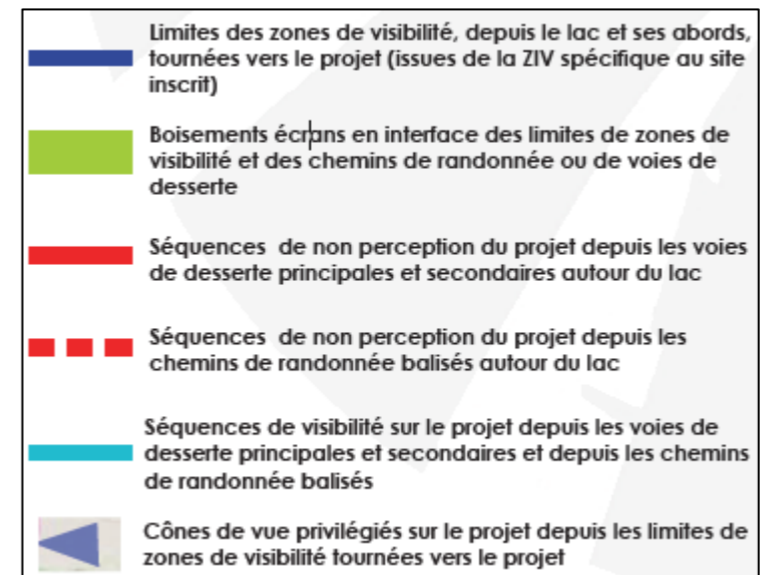 Limites des zones de visibilité, depuis le lac et ses abords,
tournées vers le projet (issues de la ZIV spécifique au site
inscrit)
Boisements écrans en interface des limites de zones de
visibilité et des chemins de randonnée ou de voies de
desserte
Séquences de non perception du projet depuis les voies
de desserte principales et secondaires autour du lac
Séquences de non perception du projet depuis les
chemins de randonnée balisés autour du lac
Séquences de visibilité sur le projet depuis les voies de
desserte principales et secondaires et depuis les chemins
de randonnée balisés
Cônes de vue privilégiés sur le projet depuis les limites de
zones de visibilité tournées vers le projet